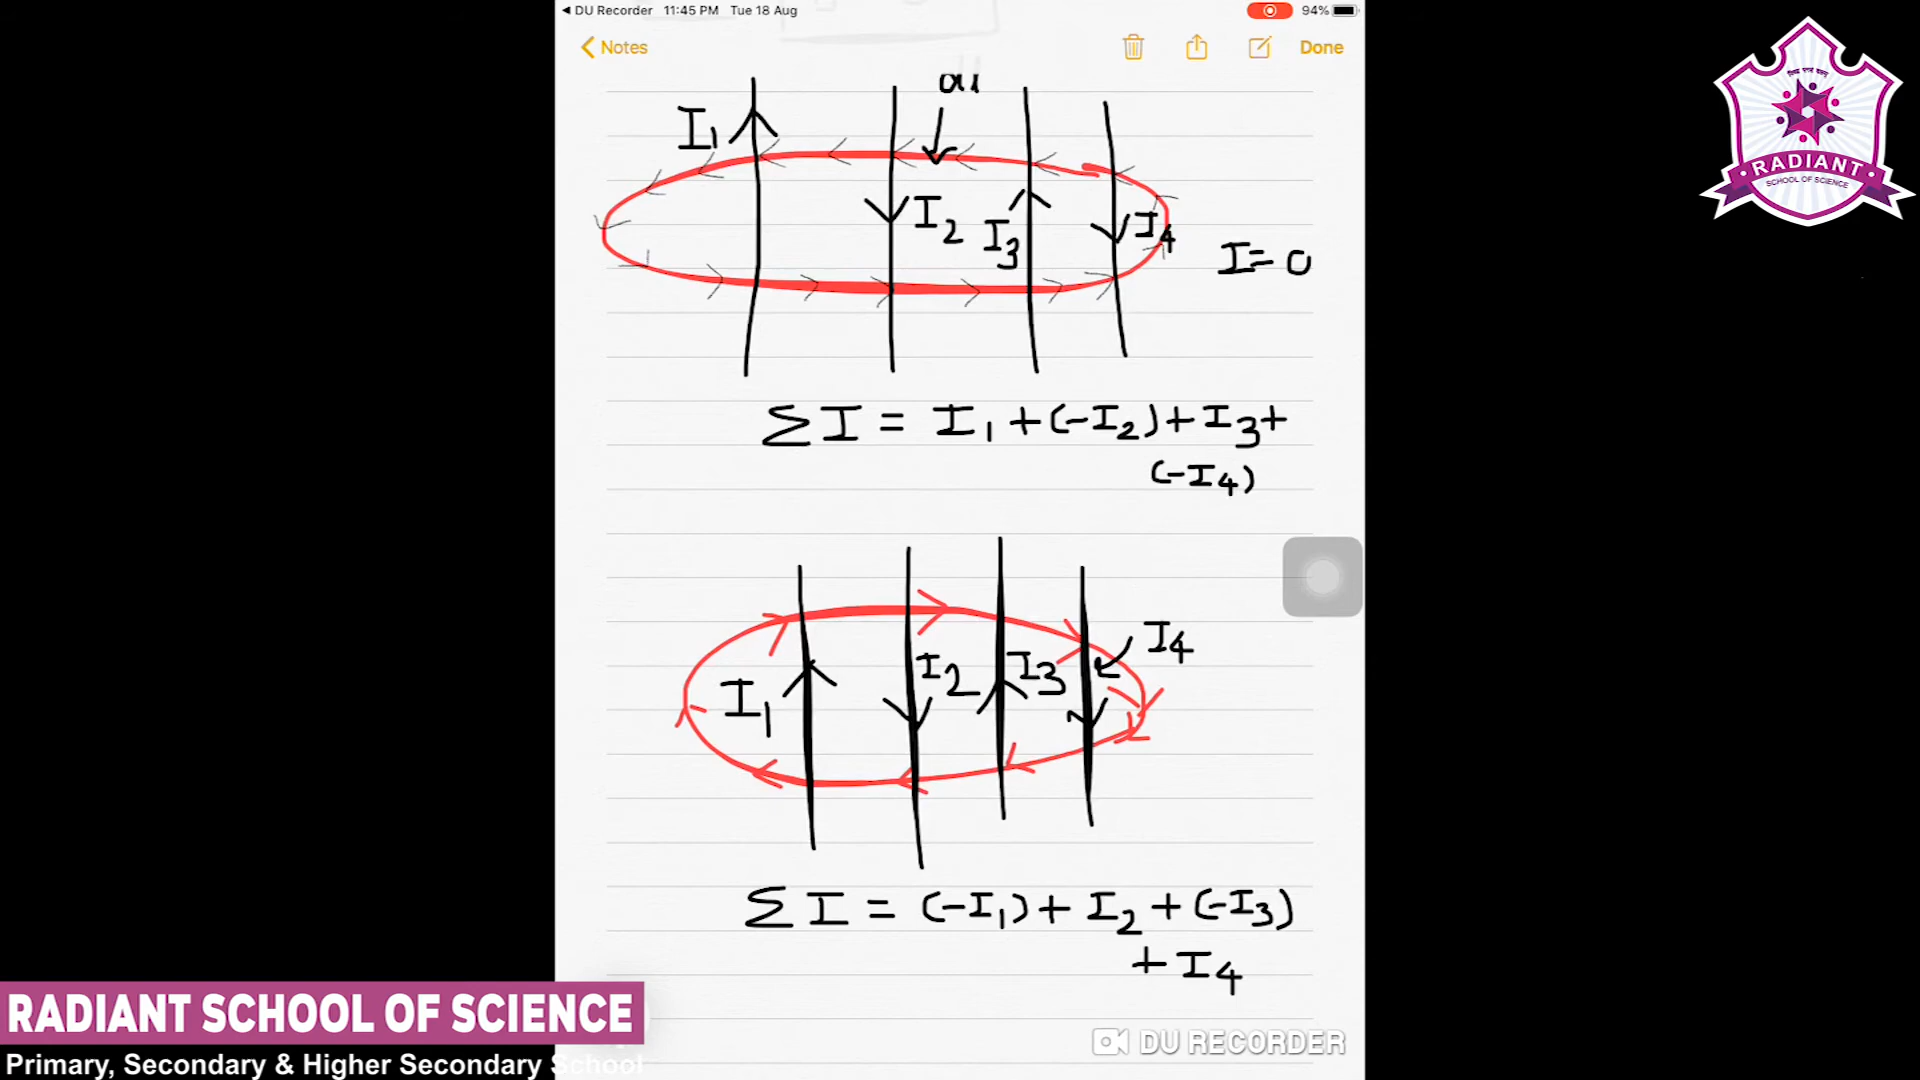 DU Recorder 11:45 PM Tue 18 Aug 94%
Notes Done
I1
I2
I3
I4
I = 0
∑ I = I1 + (-I2) + I3 +
(-I4)
I1
I2
I3
I4
∑ I = (-I1) + I2 + (-I3)
+ I4
DU RECORDER
RADIANT
SCHOOL OF SCIENCE
RADIANT SCHOOL OF SCIENCE
Primary, Secondary & Higher Secondary School